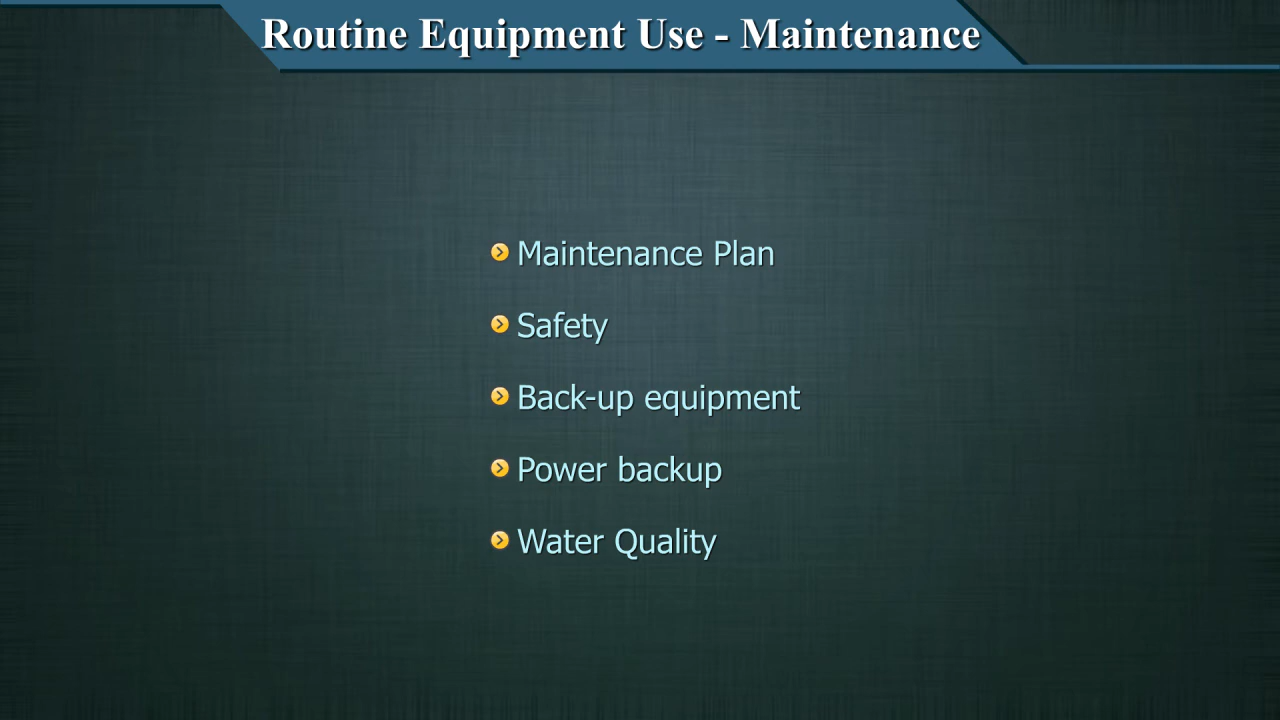 Routine Equipment Use - Maintenance
Maintenance Plan
Safety
Back-up equipment
Power backup
Water Quality